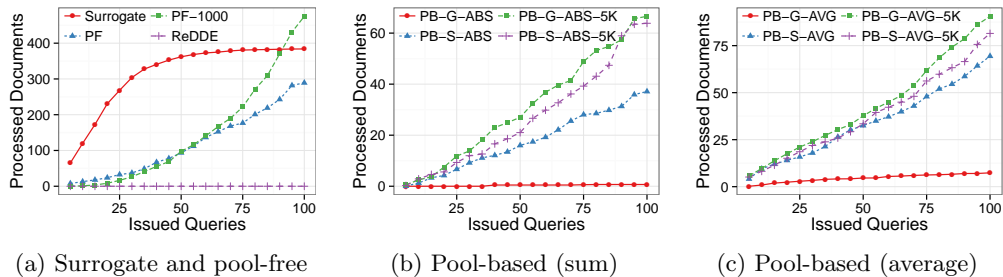 Surrogate PF−1000
PF ReDDE
Processed Documents
400
300
200
100
0
25 50 75 100
Issued Queries
(a) Surrogate and pool-free
PB−G−ABS PB−G−ABS−5K
PB−S−ABS PB−S−ABS−5K
Processed Documents
60
40
20
0
25 50 75 100
Issued Queries
(b) Pool-based (sum)
PB−G−AVG PB−G−AVG−5K
PB−S−AVG PB−S−AVG−5K
Processed Documents
75
50
25
0
25 50 75 100
Issued Queries
(c) Pool-based (average)